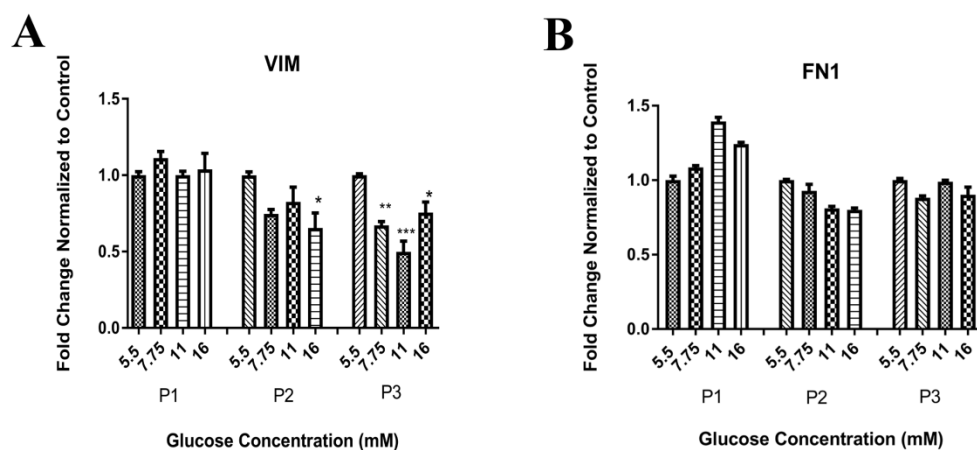 A
VIM
Fold Change Normalized to Control
1.5
1.0
0.5
0.0
*
**
***
*
5.5 7.75 11 16 5.5 7.75 11 16 5.5 7.75 11 16
P1 P2 P3
Glucose Concentration (mM)
B
FN1
Fold Change Normalized to Control
1.5
1.0
0.5
0.0
5.5 7.75 11 16 5.5 7.75 11 16 5.5 7.75 11 16
P1 P2 P3
Glucose Concentration (mM)